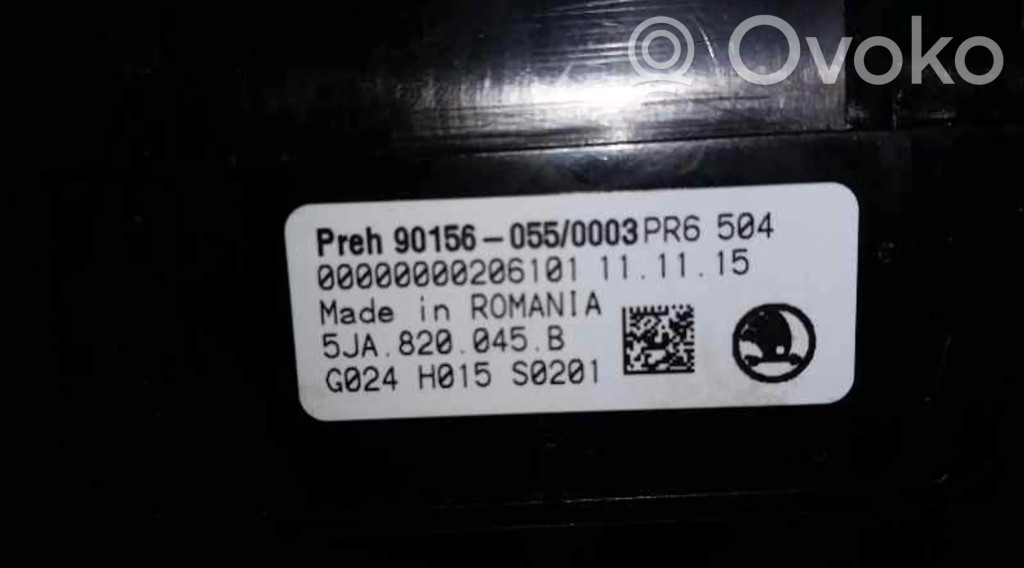 Ovoko
Preh 90156-055/0003 PR6 504
00000000206101 11.11.15
Made in ROMANIA
5JA.820.045.B
G024 H015 S0201